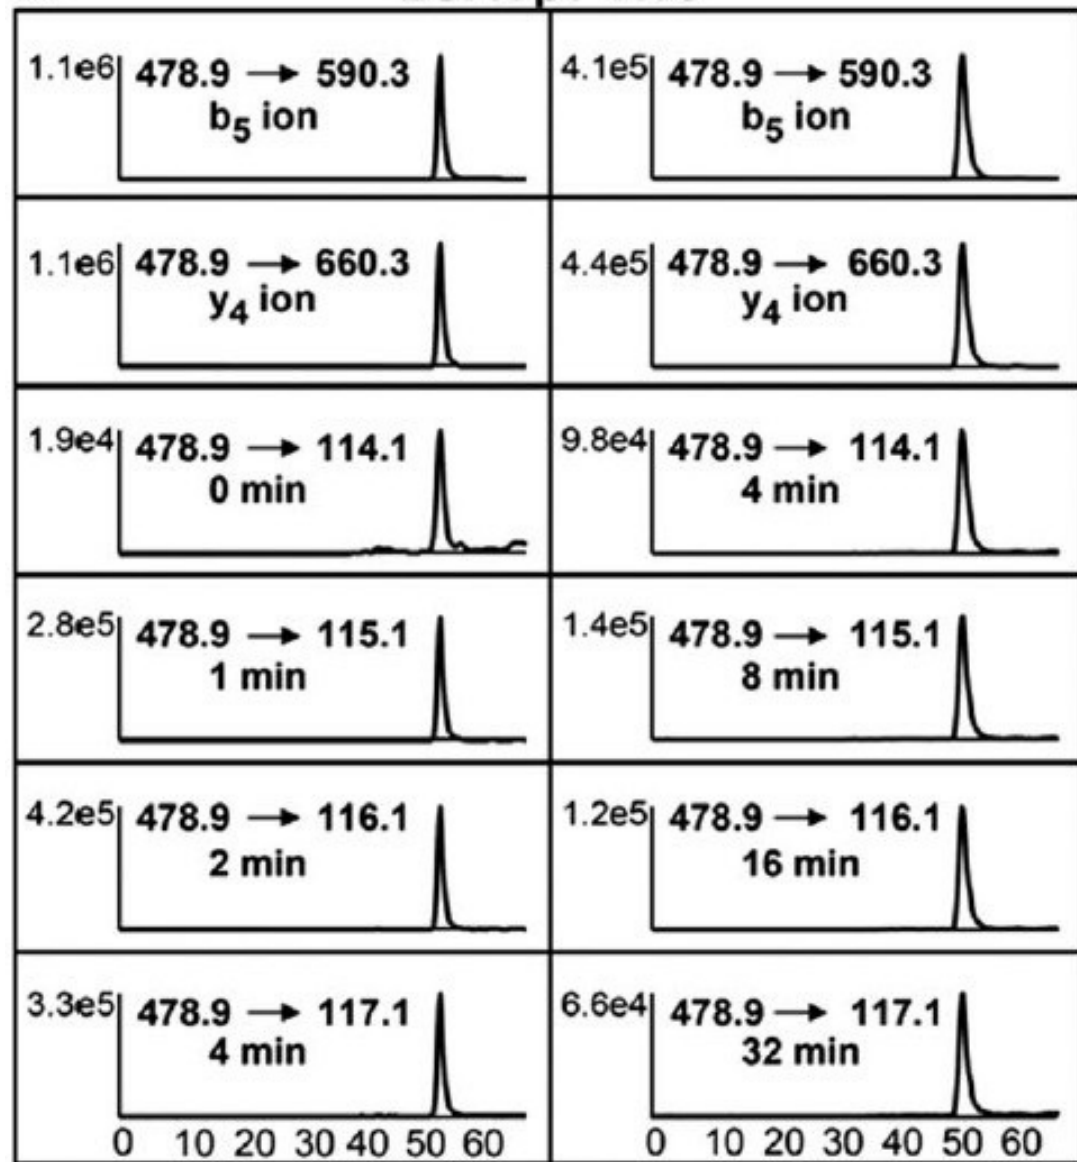 1.1e6 478.9 → 590.3
b5 ion
4.1e5 478.9 → 590.3
b5 ion
1.1e6 478.9 → 660.3
y4 ion
4.4e5 478.9 → 660.3
y4 ion
1.9e4 478.9 → 114.1
0 min
9.8e4 478.9 → 114.1
4 min
2.8e5 478.9 → 115.1
1 min
1.4e5 478.9 → 115.1
8 min
4.2e5 478.9 → 116.1
2 min
1.2e5 478.9 → 116.1
16 min
3.3e5 478.9 → 117.1
4 min
6.6e4 478.9 → 117.1
32 min
0 10 20 30 40 50 60
0 10 20 30 40 50 60